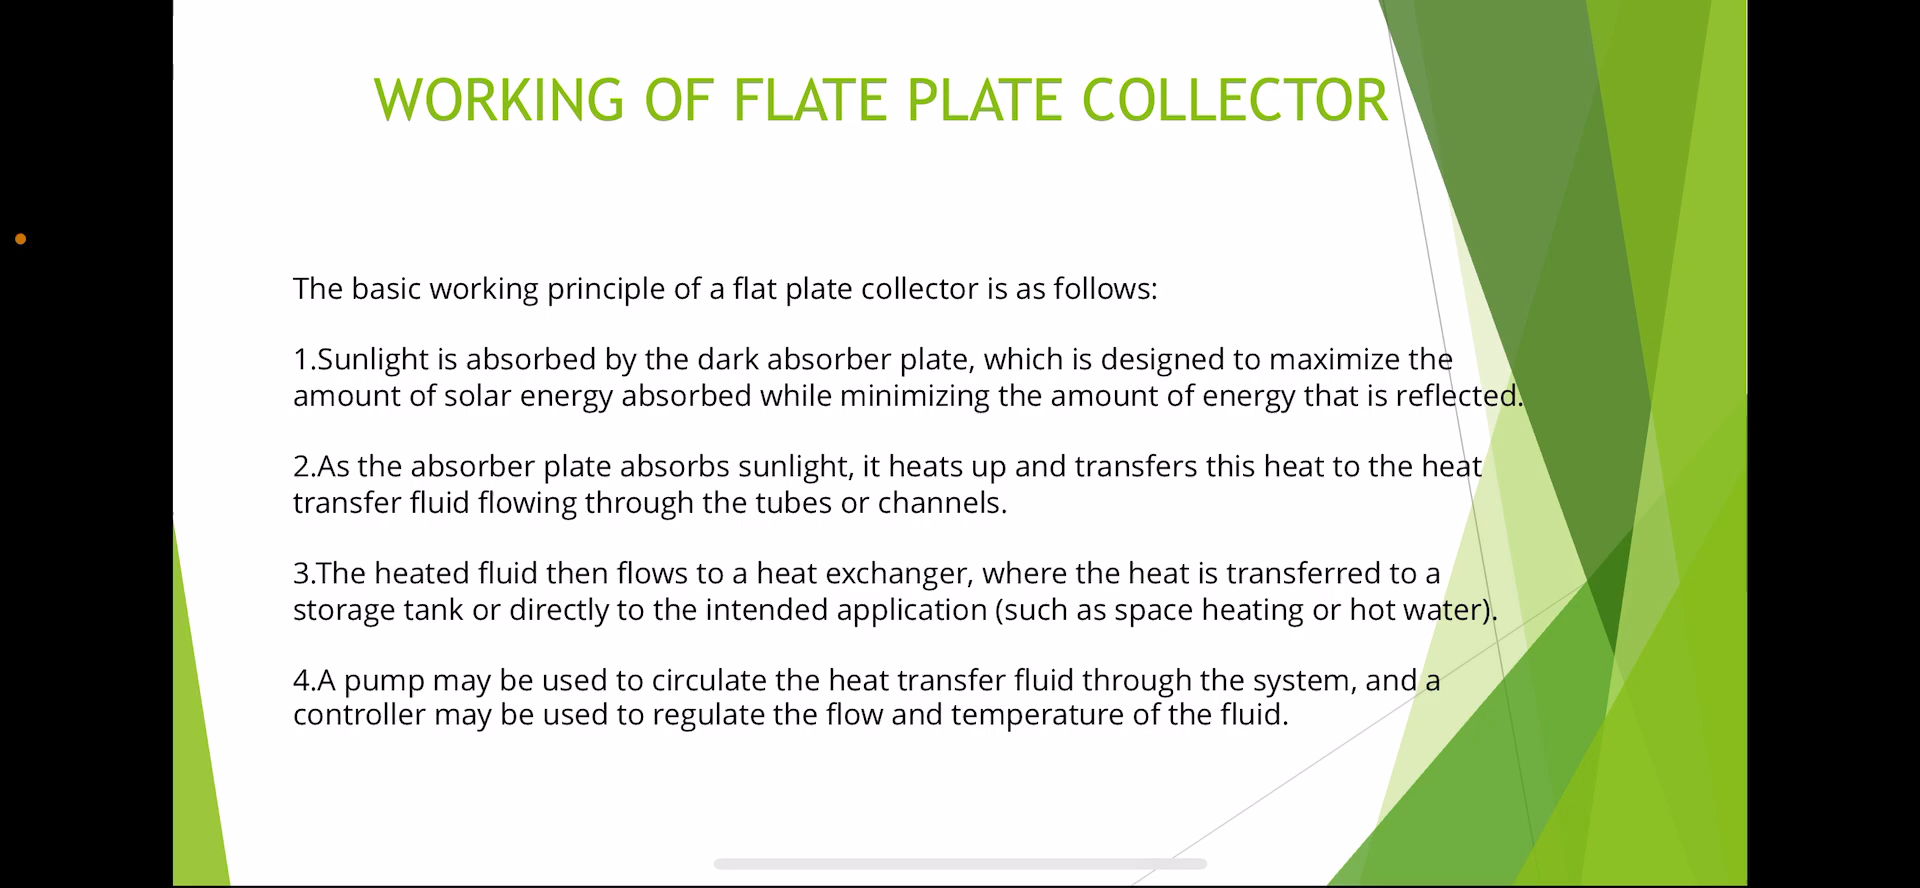 WORKING OF FLATE PLATE COLLECTOR
The basic working principle of a flat plate collector is as follows:
1.Sunlight is absorbed by the dark absorber plate, which is designed to maximize the
amount of solar energy absorbed while minimizing the amount of energy that is reflected.
2.As the absorber plate absorbs sunlight, it heats up and transfers this heat to the heat
transfer fluid flowing through the tubes or channels.
3.The heated fluid then flows to a heat exchanger, where the heat is transferred to a
storage tank or directly to the intended application (such as space heating or hot water).
4.A pump may be used to circulate the heat transfer fluid through the system, and a
controller may be used to regulate the flow and temperature of the fluid.